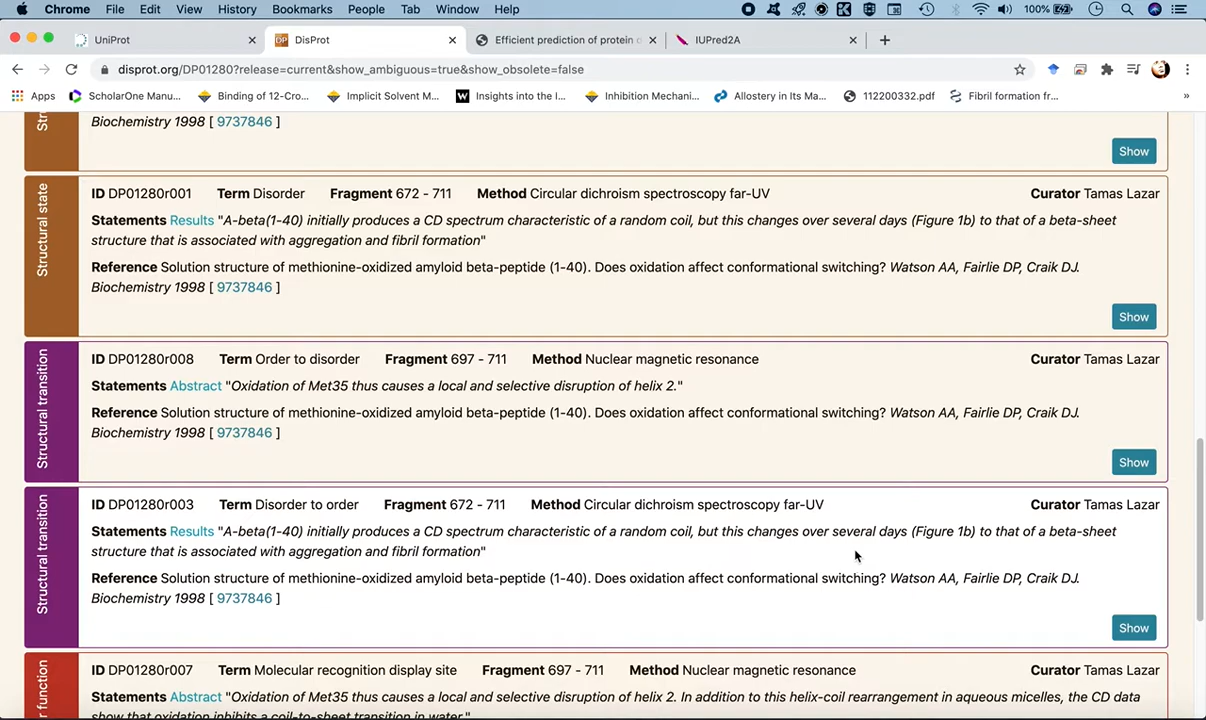 Chrome File Edit View History Bookmarks People Tab Window Help 100%
UniProt DisProt Efficient prediction of protein IUPred2A
disprot.org/DP01280?release=current&show_ambiguous=true&show_obsolete=false
Apps ScholarOne Manu... Binding of 12-Cro... Implicit Solvent M... Insights into the I... Inhibition Mechani... Allostery in Its Ma... 112200332.pdf Fibril formation fr... »
Biochemistry 1998 [ 9737846 ]
Show
Structural state
ID DP01280r001 Term Disorder Fragment 672 - 711 Method Circular dichroism spectroscopy far-UV Curator Tamas Lazar
Statements Results "A-beta(1-40) initially produces a CD spectrum characteristic of a random coil, but this changes over several days (Figure 1b) to that of a beta-sheet
structure that is associated with aggregation and fibril formation"
Reference Solution structure of methionine-oxidized amyloid beta-peptide (1-40). Does oxidation affect conformational switching? Watson AA, Fairlie DP, Craik DJ.
Biochemistry 1998 [ 9737846 ]
Show
Structural transition
ID DP01280r008 Term Order to disorder Fragment 697 - 711 Method Nuclear magnetic resonance Curator Tamas Lazar
Statements Abstract "Oxidation of Met35 thus causes a local and selective disruption of helix 2."
Reference Solution structure of methionine-oxidized amyloid beta-peptide (1-40). Does oxidation affect conformational switching? Watson AA, Fairlie DP, Craik DJ.
Biochemistry 1998 [ 9737846 ]
Show
Structural transition
ID DP01280r003 Term Disorder to order Fragment 672 - 711 Method Circular dichroism spectroscopy far-UV Curator Tamas Lazar
Statements Results "A-beta(1-40) initially produces a CD spectrum characteristic of a random coil, but this changes over several days (Figure 1b) to that of a beta-sheet
structure that is associated with aggregation and fibril formation"
Reference Solution structure of methionine-oxidized amyloid beta-peptide (1-40). Does oxidation affect conformational switching? Watson AA, Fairlie DP, Craik DJ.
Biochemistry 1998 [ 9737846 ]
Show
function
ID DP01280r007 Term Molecular recognition display site Fragment 697 - 711 Method Nuclear magnetic resonance Curator Tamas Lazar
Statements Abstract "Oxidation of Met35 thus causes a local and selective disruption of helix 2. In addition to this helix-coil rearrangement in aqueous micelles, the CD data
show that oxidation inhibits a coil-to-sheet transition in water."